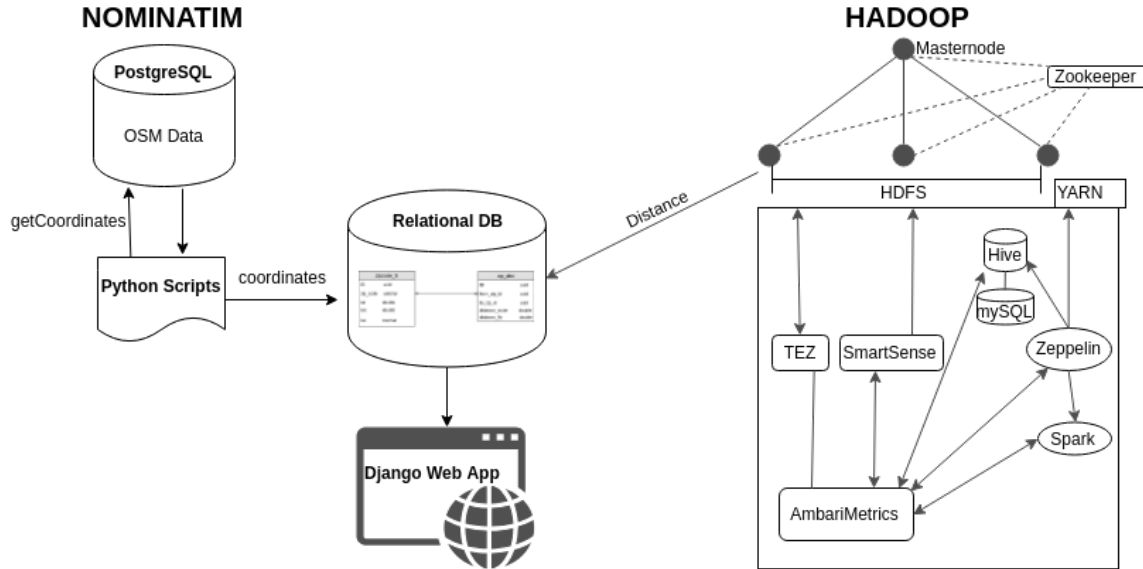 NOMINATIM
HADOOP
PostgreSQL
OSM Data
getCoordinates
Python Scripts
coordinates
Relational DB
Django Web App
Distance
Masternode
Zookeeper
HDFS
YARN
Hive
mySQL
TEZ
SmartSense
Zeppelin
Spark
AmbariMetrics